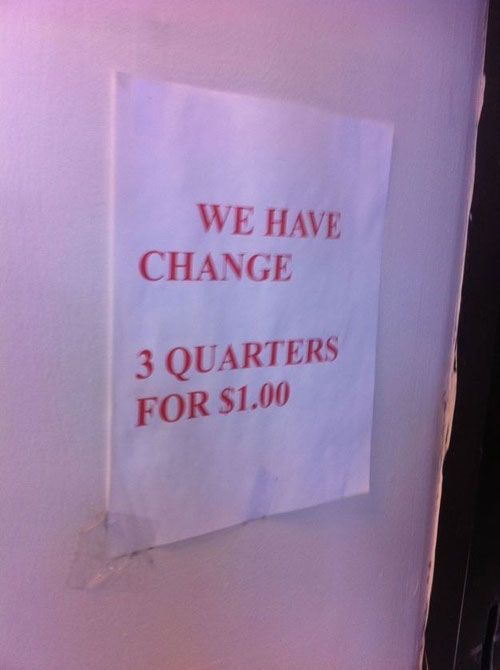 WE HAVE
CHANGE
3 QUARTERS
FOR $1.00